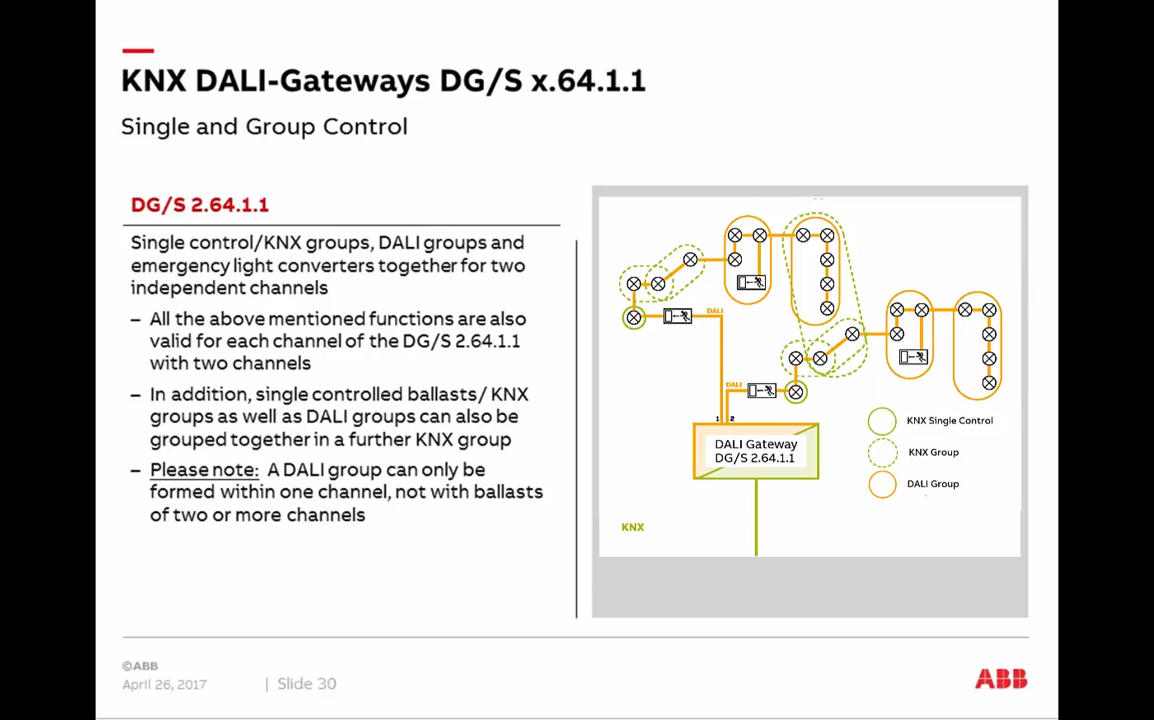 KNX DALI-Gateways DG/S x.64.1.1
Single and Group Control
DG/S 2.64.1.1
Single control/KNX groups, DALI groups and
emergency light converters together for two
independent channels
– All the above mentioned functions are also
valid for each channel of the DG/S 2.64.1.1
with two channels
– In addition, single controlled ballasts/ KNX
groups as well as DALI groups can also be
grouped together in a further KNX group
– Please note: A DALI group can only be
formed within one channel, not with ballasts
of two or more channels
DALI
DALI
1 2
DALI Gateway
DG/S 2.64.1.1
KNX Single Control
KNX Group
DALI Group
KNX
©ABB
April 26, 2017
| Slide 30
ABB